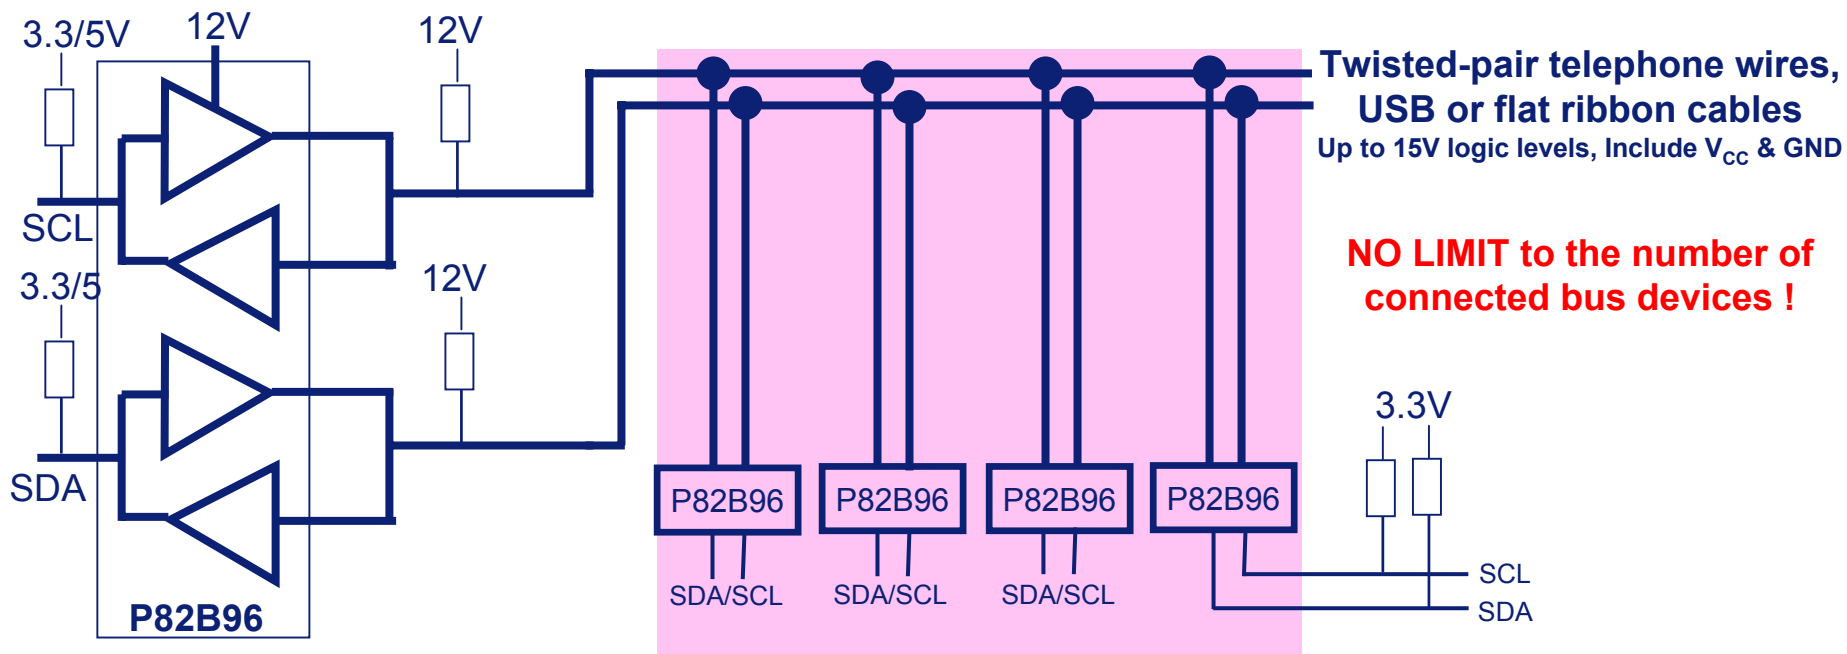 3.3/5V
12V
12V
Twisted-pair telephone wires,
USB or flat ribbon cables
Up to 15V logic levels, Include VCC & GND
SCL
NO LIMIT to the number of
connected bus devices !
3.3/5
12V
SDA
3.3V
P82B96
P82B96
P82B96
P82B96
SDA/SCL
SDA/SCL
SDA/SCL
SCL
SDA
P82B96